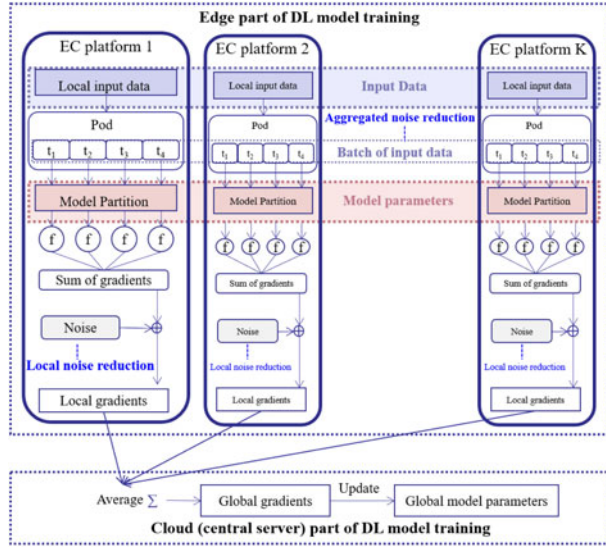 Edge part of DL model training
EC platform 1
EC platform 2
EC platform K
Local input data
Local input data
Input Data
Local input data
Aggregated noise reduction
Pod
Pod
Pod
t1 t2 t3 t4
t1 t2 t3 t4
Batch of input data
t1 t2 t3 t4
Model Partition
Model Partition
Model parameters
Model Partition
f f f f
f f f f
f f f f
Sum of gradients
Sum of gradients
Sum of gradients
Noise
Noise
Noise
Local noise reduction
Local noise reduction
Local noise reduction
Local gradients
Local gradients
Local gradients
Average ∑
Global gradients
Update
Global model parameters
Cloud (central server) part of DL model training